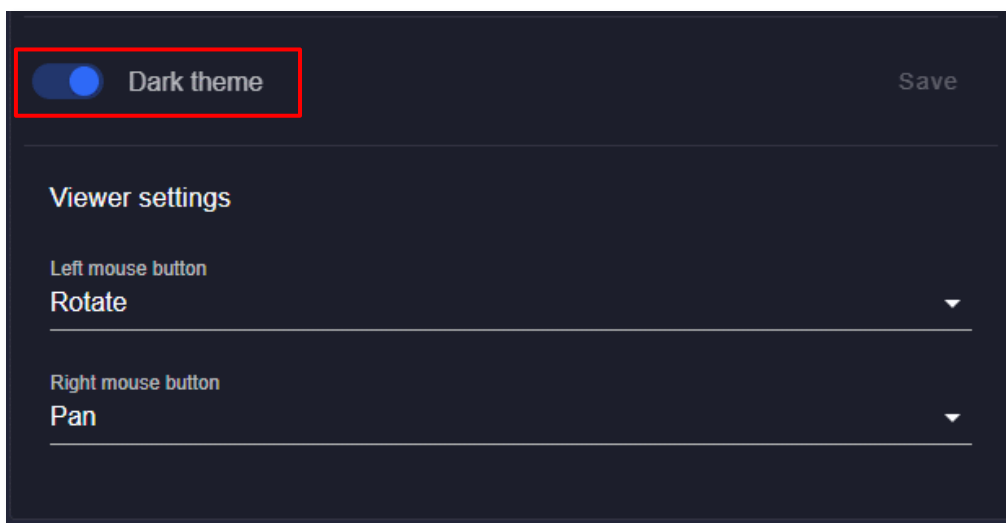 Dark theme
Save
Viewer settings
Left mouse button
Rotate
Right mouse button
Pan